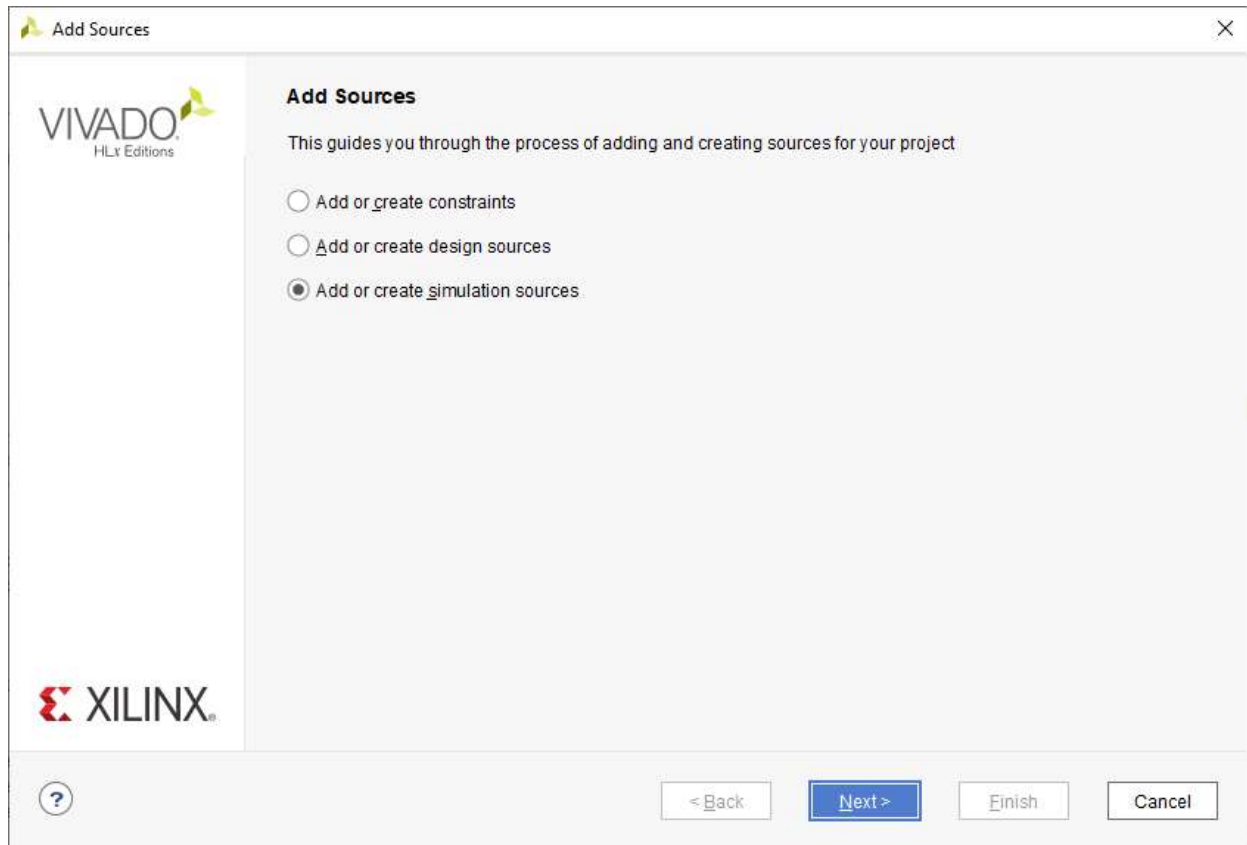 Add Sources
VIVADO
HLx Editions
Add Sources
This guides you through the process of adding and creating sources for your project
Add or create constraints
Add or create design sources
Add or create simulation sources
XILINX®
?
< Back
Next >
Finish
Cancel